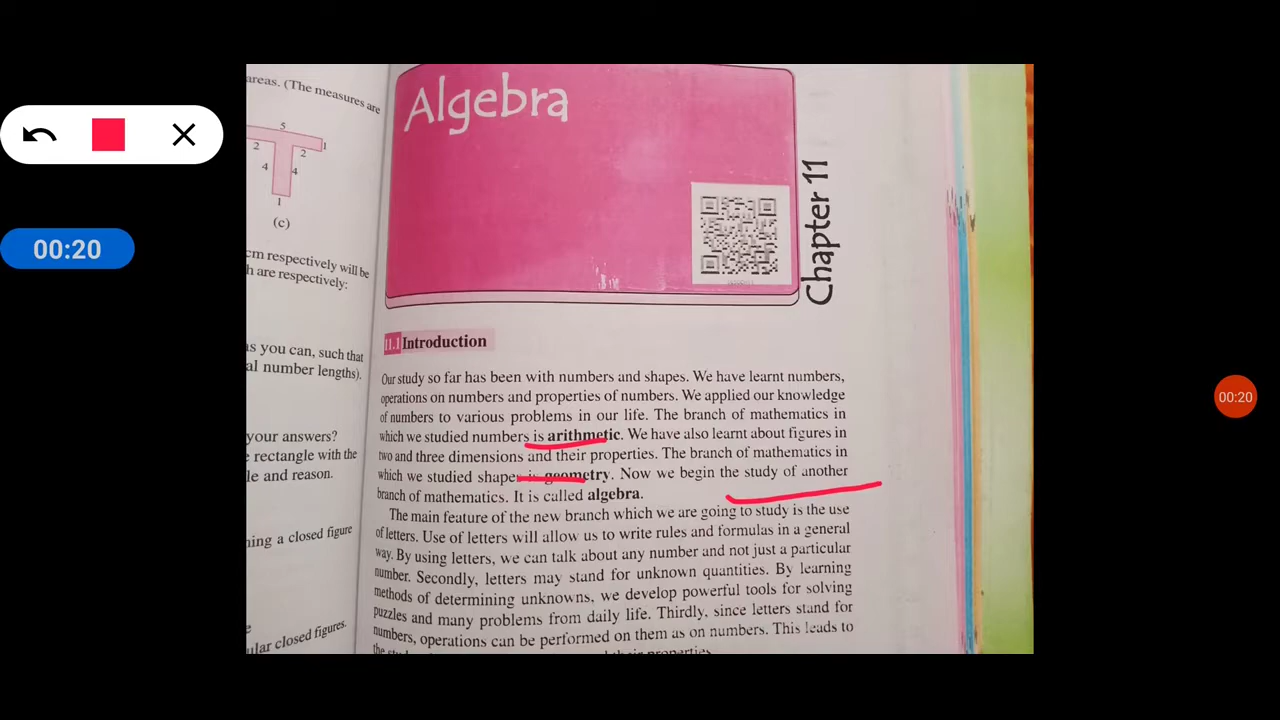 areas. (The measures are
5
1
2
2
4
4
1
(c)
cm respectively will be
h are respectively:
as you can, such that
al number lengths).
your answers?
rectangle with the
le and reason.
ning a closed figure
ular closed figures.
00:20
Algebra
Chapter 11
11.1 Introduction
Our study so far has been with numbers and shapes. We have learnt numbers,
operations on numbers and properties of numbers. We applied our knowledge
of numbers to various problems in our life. The branch of mathematics in
which we studied numbers is arithmetic. We have also learnt about figures in
two and three dimensions and their properties. The branch of mathematics in
which we studied shapes is geometry. Now we begin the study of another
branch of mathematics. It is called algebra.
The main feature of the new branch which we are going to study is the use
of letters. Use of letters will allow us to write rules and formulas in a general
way. By using letters, we can talk about any number and not just a particular
number. Secondly, letters may stand for unknown quantities. By learning
methods of determining unknowns, we develop powerful tools for solving
puzzles and many problems from daily life. Thirdly, since letters stand for
numbers, operations can be performed on them as on numbers. This leads to
properties
00:20